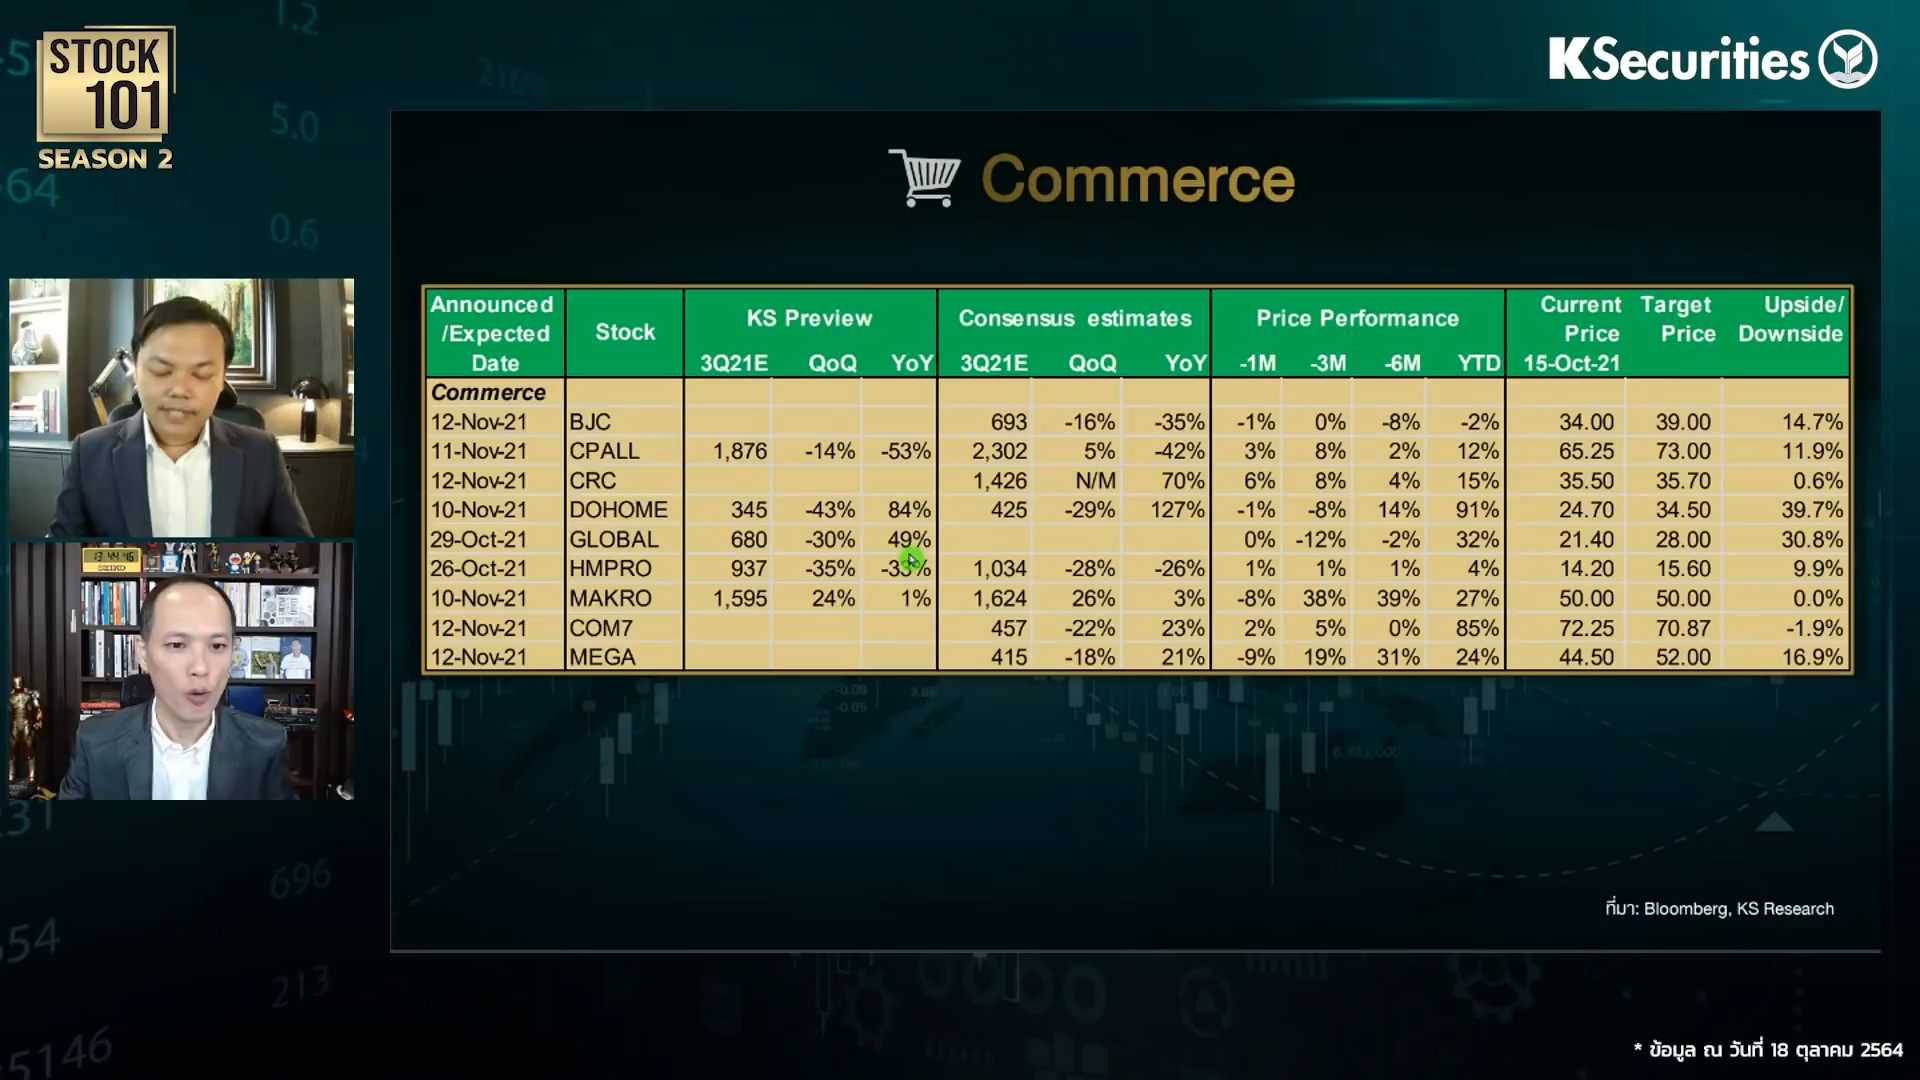 STOCK
101
SEASON 2
KSecurities
Commerce
Announced /Expected Date Stock KS Preview Consensus estimates Price Performance Current Price Target Price Upside/ Downside
3Q21E QoQ YoY 3Q21E QoQ YoY -1M -3M -6M YTD 15-Oct-21
Commerce
12-Nov-21 BJC 693 -16% -35% -1% 0% -8% -2% 34.00 39.00 14.7%
11-Nov-21 CPALL 1,876 -14% -53% 2,302 5% -42% 3% 8% 2% 12% 65.25 73.00 11.9%
12-Nov-21 CRC 1,426 N/M 70% 6% 8% 4% 15% 35.50 35.70 0.6%
10-Nov-21 DOHOME 345 -43% 84% 425 -29% 127% -1% -8% 14% 91% 24.70 34.50 39.7%
29-Oct-21 GLOBAL 680 -30% 49% 0% -12% -2% 32% 21.40 28.00 30.8%
26-Oct-21 HMPRO 937 -35% 1,034 -28% -26% 1% 1% 1% 4% 14.20 15.60 9.9%
10-Nov-21 MAKRO 1,595 24% 1% 1,624 26% 3% -8% 38% 39% 27% 50.00 50.00 0.0%
12-Nov-21 COM7 457 -22% 23% 2% 5% 0% 85% 72.25 70.87 -1.9%
12-Nov-21 MEGA 415 -18% 21% -9% 19% 31% 24% 44.50 52.00 16.9%
ที่มา: Bloomberg, KS Research
* ข้อมูล ณ วันที่ 18 ตุลาคม 2564
1.2
5.0
0.6
696
213
5146
SEIKO